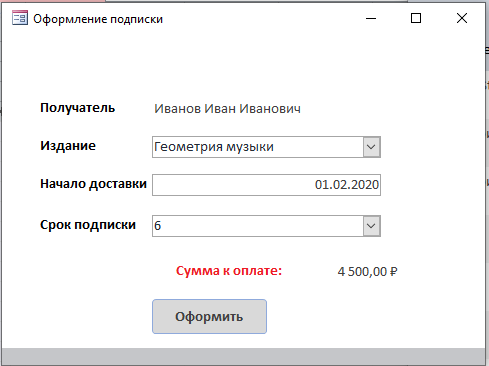 Оформление подписки
Получатель Иванов Иван Иванович
Издание Геометрия музыки
Начало доставки 01.02.2020
Срок подписки 6
Сумма к оплате: 4 500,00 ₽
Оформить